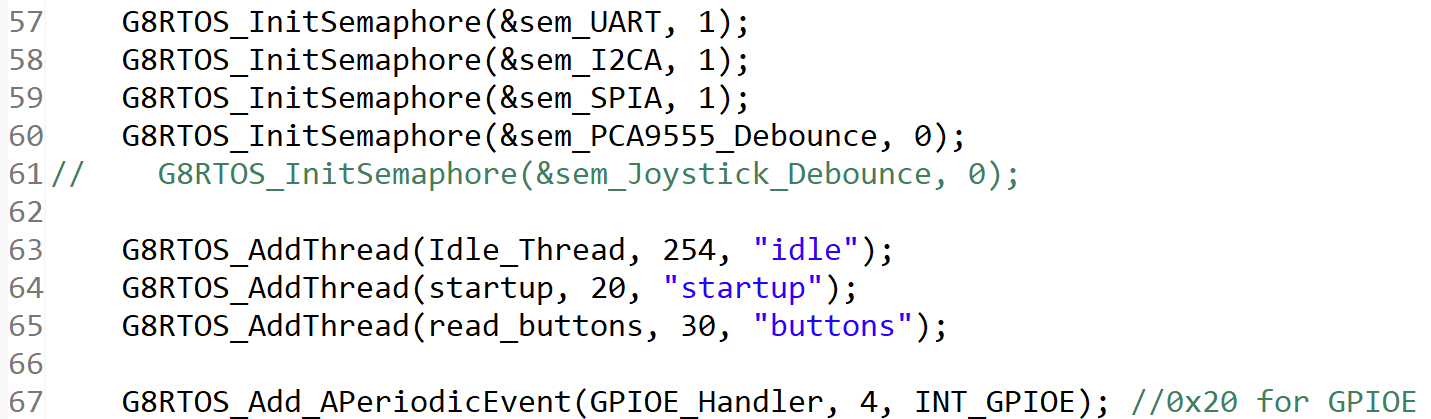 57 G8RTOS_InitSemaphore(&sem_UART, 1);
58 G8RTOS_InitSemaphore(&sem_I2CA, 1);
59 G8RTOS_InitSemaphore(&sem_SPIA, 1);
60 G8RTOS_InitSemaphore(&sem_PCA9555_Debounce, 0);
61 // G8RTOS_InitSemaphore(&sem_Joystick_Debounce, 0);
62
63 G8RTOS_AddThread(Idle_Thread, 254, "idle");
64 G8RTOS_AddThread(startup, 20, "startup");
65 G8RTOS_AddThread(read_buttons, 30, "buttons");
66
67 G8RTOS_Add_APeriodicEvent(GPIOE_Handler, 4, INT_GPIOE); //0x20 for GPIOE